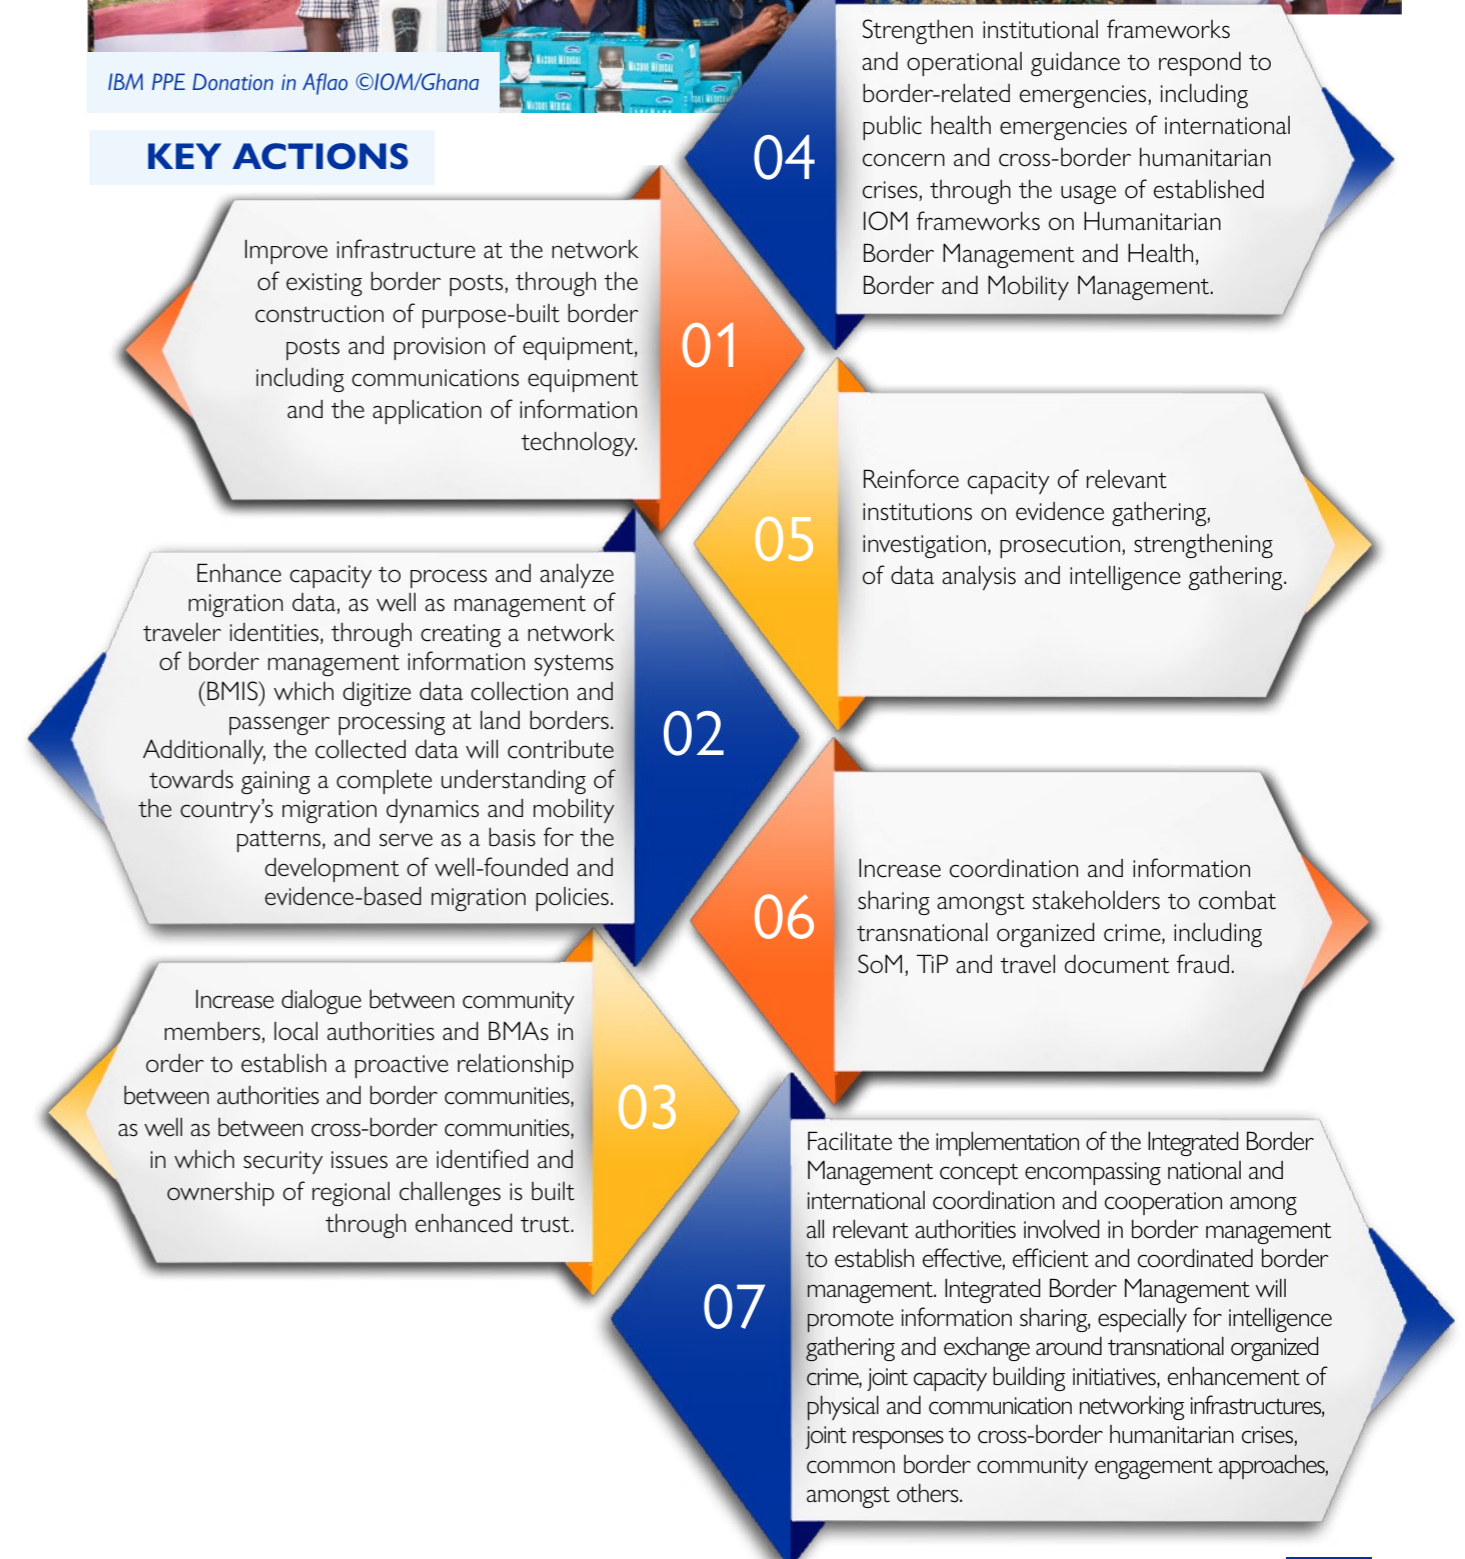 IBM PPE Donation in Aflao ©IOM/Ghana
MASQUE MEDICAL
MASQUE MEDICAL
MASQUE MEDICAL
KEY ACTIONS
01
Improve infrastructure at the network
of existing border posts, through the
construction of purpose-built border
posts and provision of equipment,
including communications equipment
and the application of information
technology.
02
Enhance capacity to process and analyze
migration data, as well as management of
traveler identities, through creating a network
of border management information systems
(BMIS) which digitize data collection and
passenger processing at land borders.
Additionally, the collected data will contribute
towards gaining a complete understanding of
the country’s migration dynamics and mobility
patterns, and serve as a basis for the
development of well-founded and
evidence-based migration policies.
03
Increase dialogue between community
members, local authorities and BMAs in
order to establish a proactive relationship
between authorities and border communities,
as well as between cross-border communities,
in which security issues are identified and
ownership of regional challenges is built
through enhanced trust.
04
Strengthen institutional frameworks
and operational guidance to respond to
border-related emergencies, including
public health emergencies of international
concern and cross-border humanitarian
crises, through the usage of established
IOM frameworks on Humanitarian
Border Management and Health,
Border and Mobility Management.
05
Reinforce capacity of relevant
institutions on evidence gathering,
investigation, prosecution, strengthening
of data analysis and intelligence gathering.
06
Increase coordination and information
sharing amongst stakeholders to combat
transnational organized crime, including
SoM, TiP and travel document fraud.
07
Facilitate the implementation of the Integrated Border
Management concept encompassing national and
international coordination and cooperation among
all relevant authorities involved in border management
to establish effective, efficient and coordinated border
management. Integrated Border Management will
promote information sharing, especially for intelligence
gathering and exchange around transnational organized
crime, joint capacity building initiatives, enhancement of
physical and communication networking infrastructures,
joint responses to cross-border humanitarian crises,
common border community engagement approaches,
amongst others.